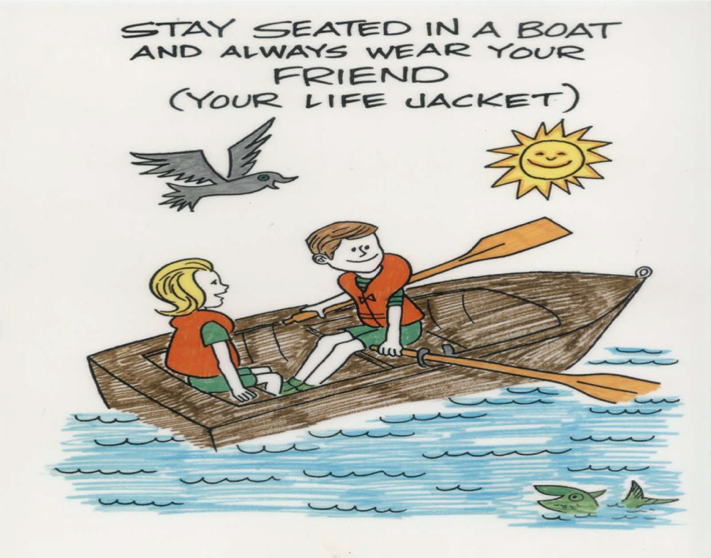 STAY SEATED IN A BOAT
AND ALWAYS WEAR YOUR
FRIEND
(YOUR LIFE JACKET)